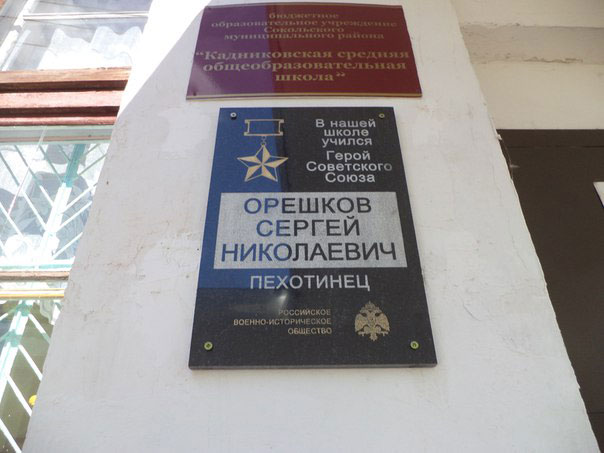 бюджетное
образовательное учреждение
Сокольского
муниципального района
"Кадниковская средняя
общеобразовательная
школа"
В нашей
школе
учился
Герой
Советского
Союза
ОРЕШКОВ
СЕРГЕЙ
НИКОЛАЕВИЧ
ПЕХОТИНЕЦ
РОССИЙСКОЕ
ВОЕННО-ИСТОРИЧЕСКОЕ
ОБЩЕСТВО